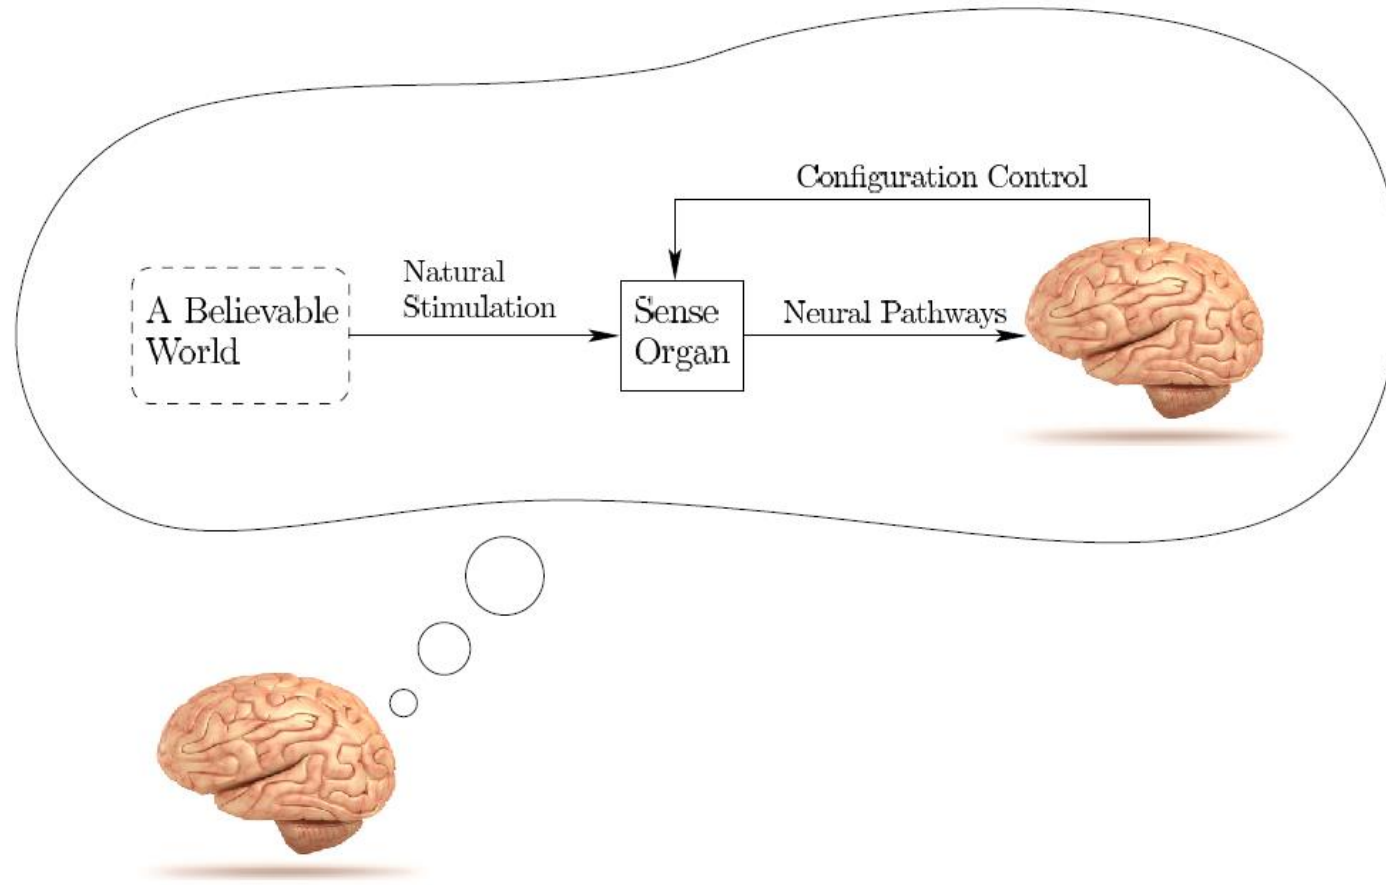 Configuration Control
Natural
Stimulation
A Believable
World
Sense
Organ
Neural Pathways